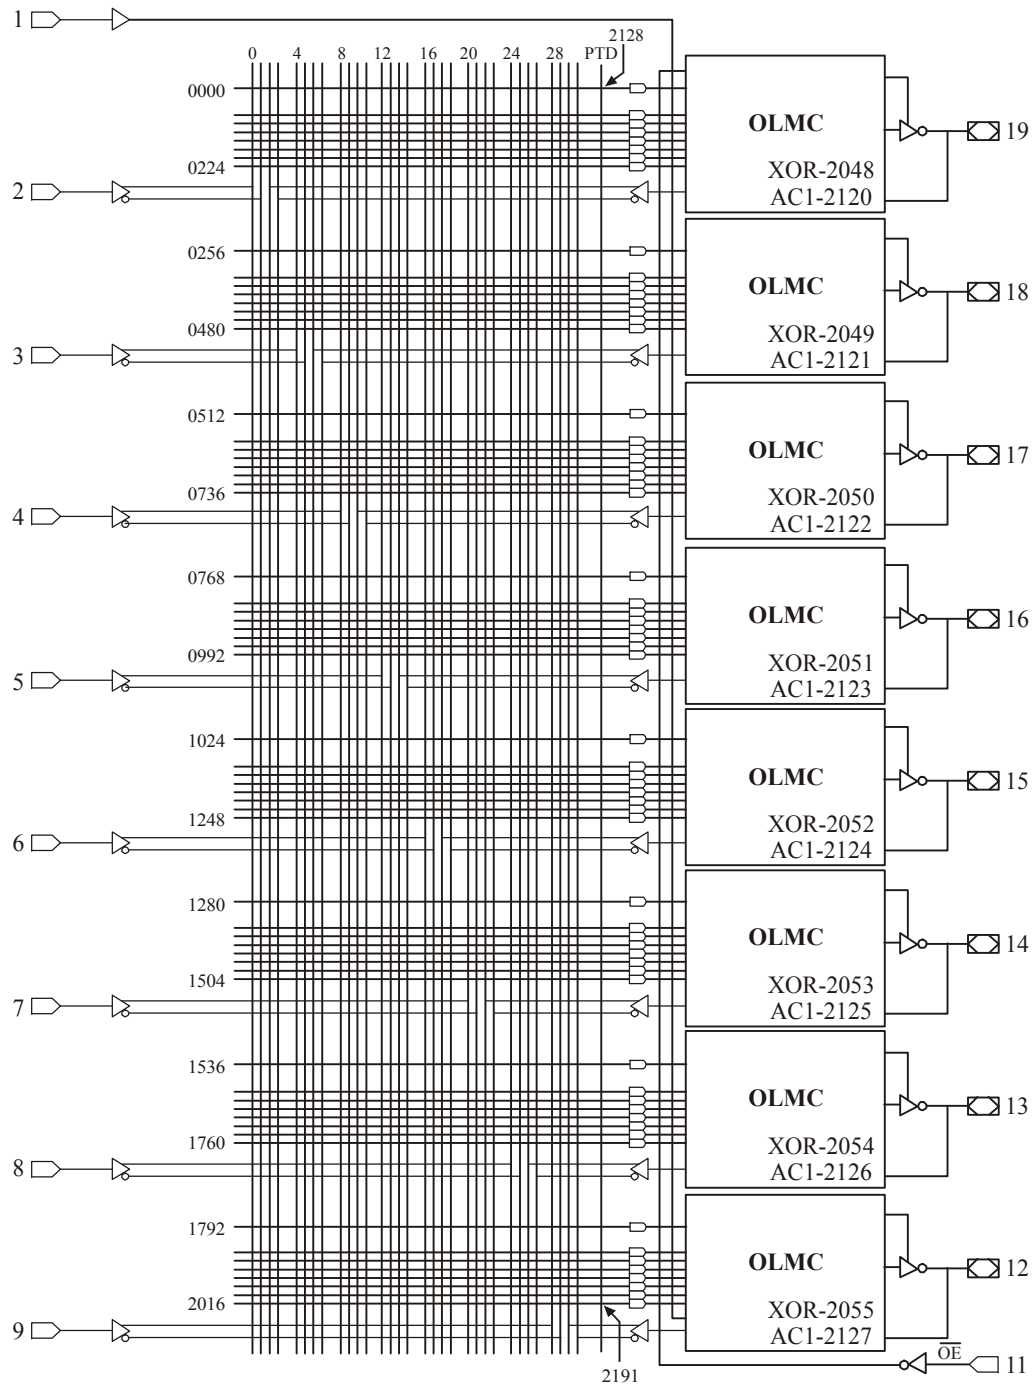 1
2128
0 4 8 12 16 20 24 28 PTD
0000
OLMC
19
0224
XOR-2048
2
AC1-2120
0256
OLMC
18
0480
XOR-2049
3
AC1-2121
0512
OLMC
17
0736
XOR-2050
4
AC1-2122
0768
OLMC
16
0992
XOR-2051
5
AC1-2123
1024
OLMC
15
1248
XOR-2052
6
AC1-2124
1280
OLMC
14
1504
XOR-2053
7
AC1-2125
1536
OLMC
13
1760
XOR-2054
8
AC1-2126
1792
OLMC
12
2016
XOR-2055
9
AC1-2127
OE
11
2191